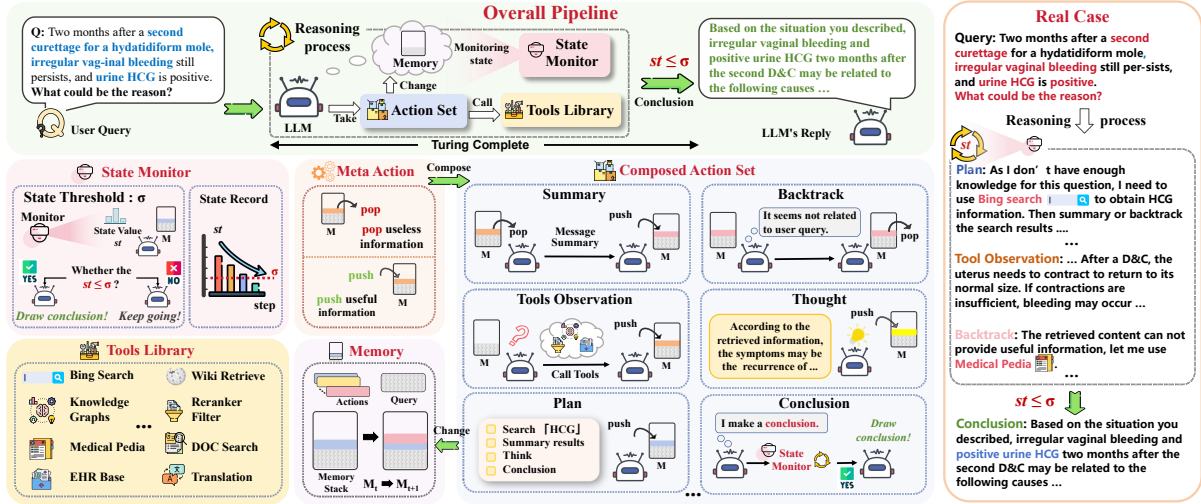 Overall Pipeline
Q: Two months after a second
curettage for a hydatidiform mole,
irregular vag-inal bleeding still
persists, and urine HCG is positive.
What could be the reason?
User Query
Reasoning
process
LLM
Take
Memory
Change
Action Set
Call
Tools Library
Monitoring
state
State
Monitor
Turing Complete
st ≤ σ
Conclusion
Based on the situation you described,
irregular vaginal bleeding and
positive urine HCG two months after
the second D&C may be related to
the following causes ...
LLM's Reply
State Monitor
State Threshold : σ
Monitor
State Value
st
M
Whether the
st ≤ σ ?
YES
NO
Draw conclusion!
Keep going!
State Record
st
σ
step
Meta Action
pop
pop useless
information
M
push
push useful
information
M
Compose
Composed Action Set
Summary
M
pop
Message
Summary
push
M
Backtrack
M
It seems not related
to user query.
pop
M
Tools Observation
M
Call Tools
push
M
Thought
According to the
retrieved information,
the symptoms may be
the recurrence of ...
push
M
Plan
Search「HCG」
Summary results
Think
Conclusion
push
M
Conclusion
I make a conclusion.
State
Monitor
Draw
conclusion!
YES
...
Tools Library
Bing Search
Wiki Retrieve
Knowledge
Graphs
...
Reranker
Filter
Medical Pedia
DOC Search
EHR Base
Translation
Memory
Actions
Query
Memory
Stack
Mt ➡ Mt+1
Change
Real Case
Query: Two months after a second
curettage for a hydatidiform mole,
irregular vaginal bleeding still per-sists,
and urine HCG is positive.
What could be the reason?
Reasoning process
st
Plan: As I don't have enough
knowledge for this question, I need to
use Bing search to obtain HCG
information. Then summary or backtrack
the search results ....
...
Tool Observation: ... After a D&C, the
uterus needs to contract to return to its
normal size. If contractions are
insufficient, bleeding may occur ...
Backtrack: The retrieved content can not
provide useful information, let me use
Medical Pedia .
...
st ≤ σ
Conclusion: Based on the situation you
described, irregular vaginal bleeding and
positive urine HCG two months after the
second D&C may be related to the
following causes ...